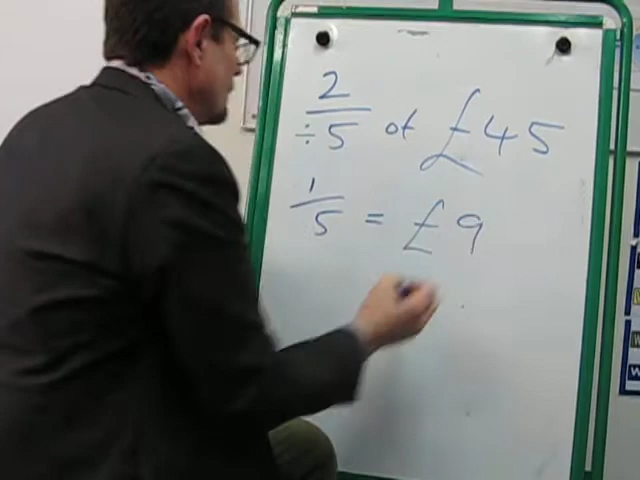 2/÷5 of £45
1/5 = £9